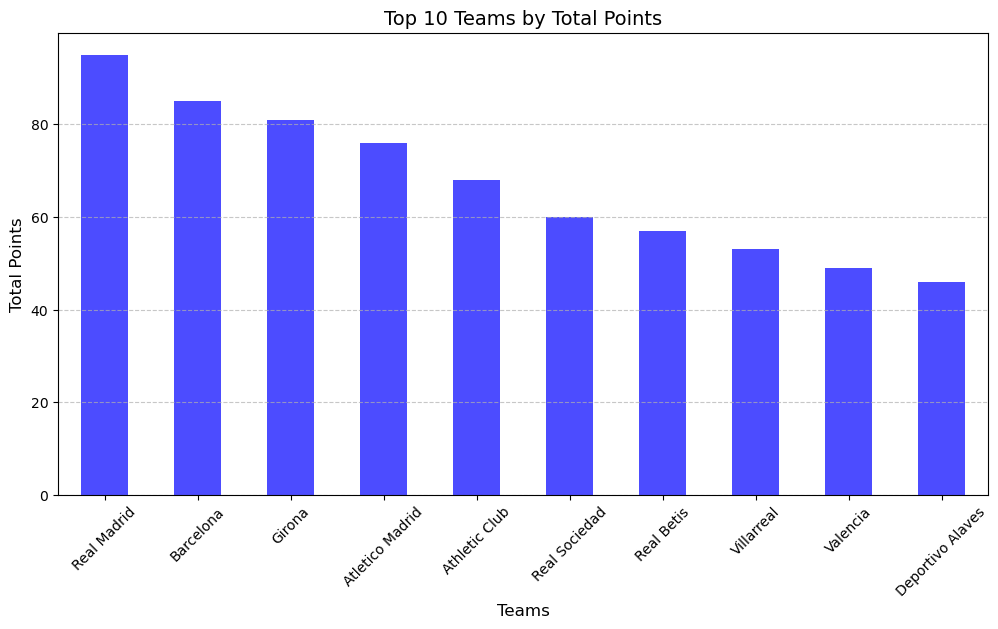 Top 10 Teams by Total Points
Total Points
80
60
40
20
0
Real Madrid
Barcelona
Girona
Atletico Madrid
Athletic Club
Real Sociedad
Real Betis
Villarreal
Valencia
Deportivo Alaves
Teams